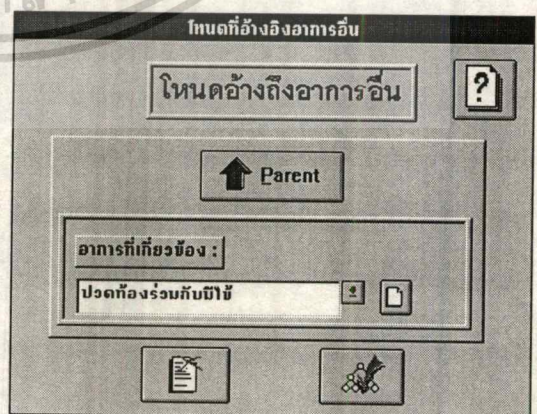 โหนดที่อ้างอิงอาการอื่น
โหนดอ้างถึงอาการอื่น
?
Parent
อาการที่เกี่ยวข้อง :
ปวดท้องร่วมกับมีไข้